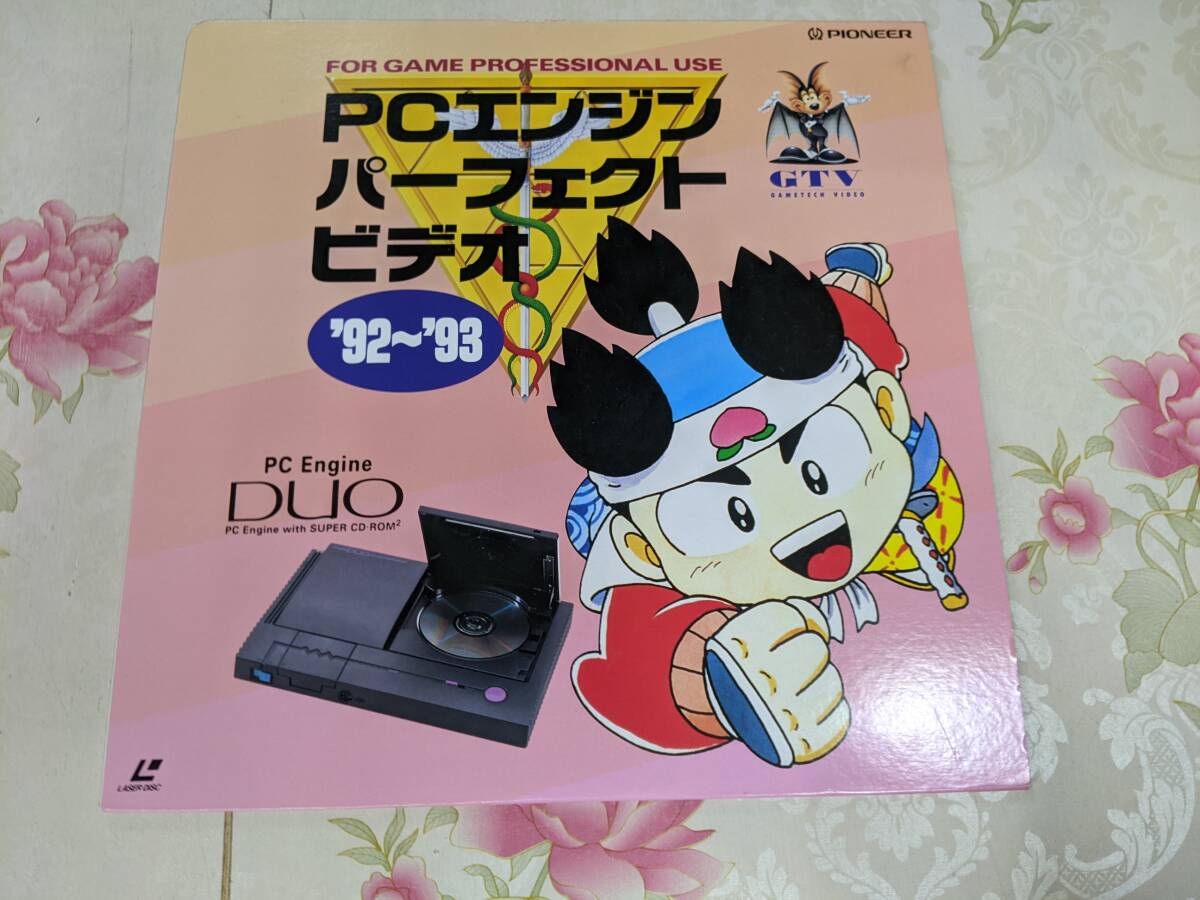 PIONEER
FOR GAME PROFESSIONAL USE
PCエンジン
パーフェクト
ビデオ
'92～'93
GTV
GAMETECH VIDEO
PC Engine
DUO
PC Engine with SUPER CD-ROM²
LASER DISC